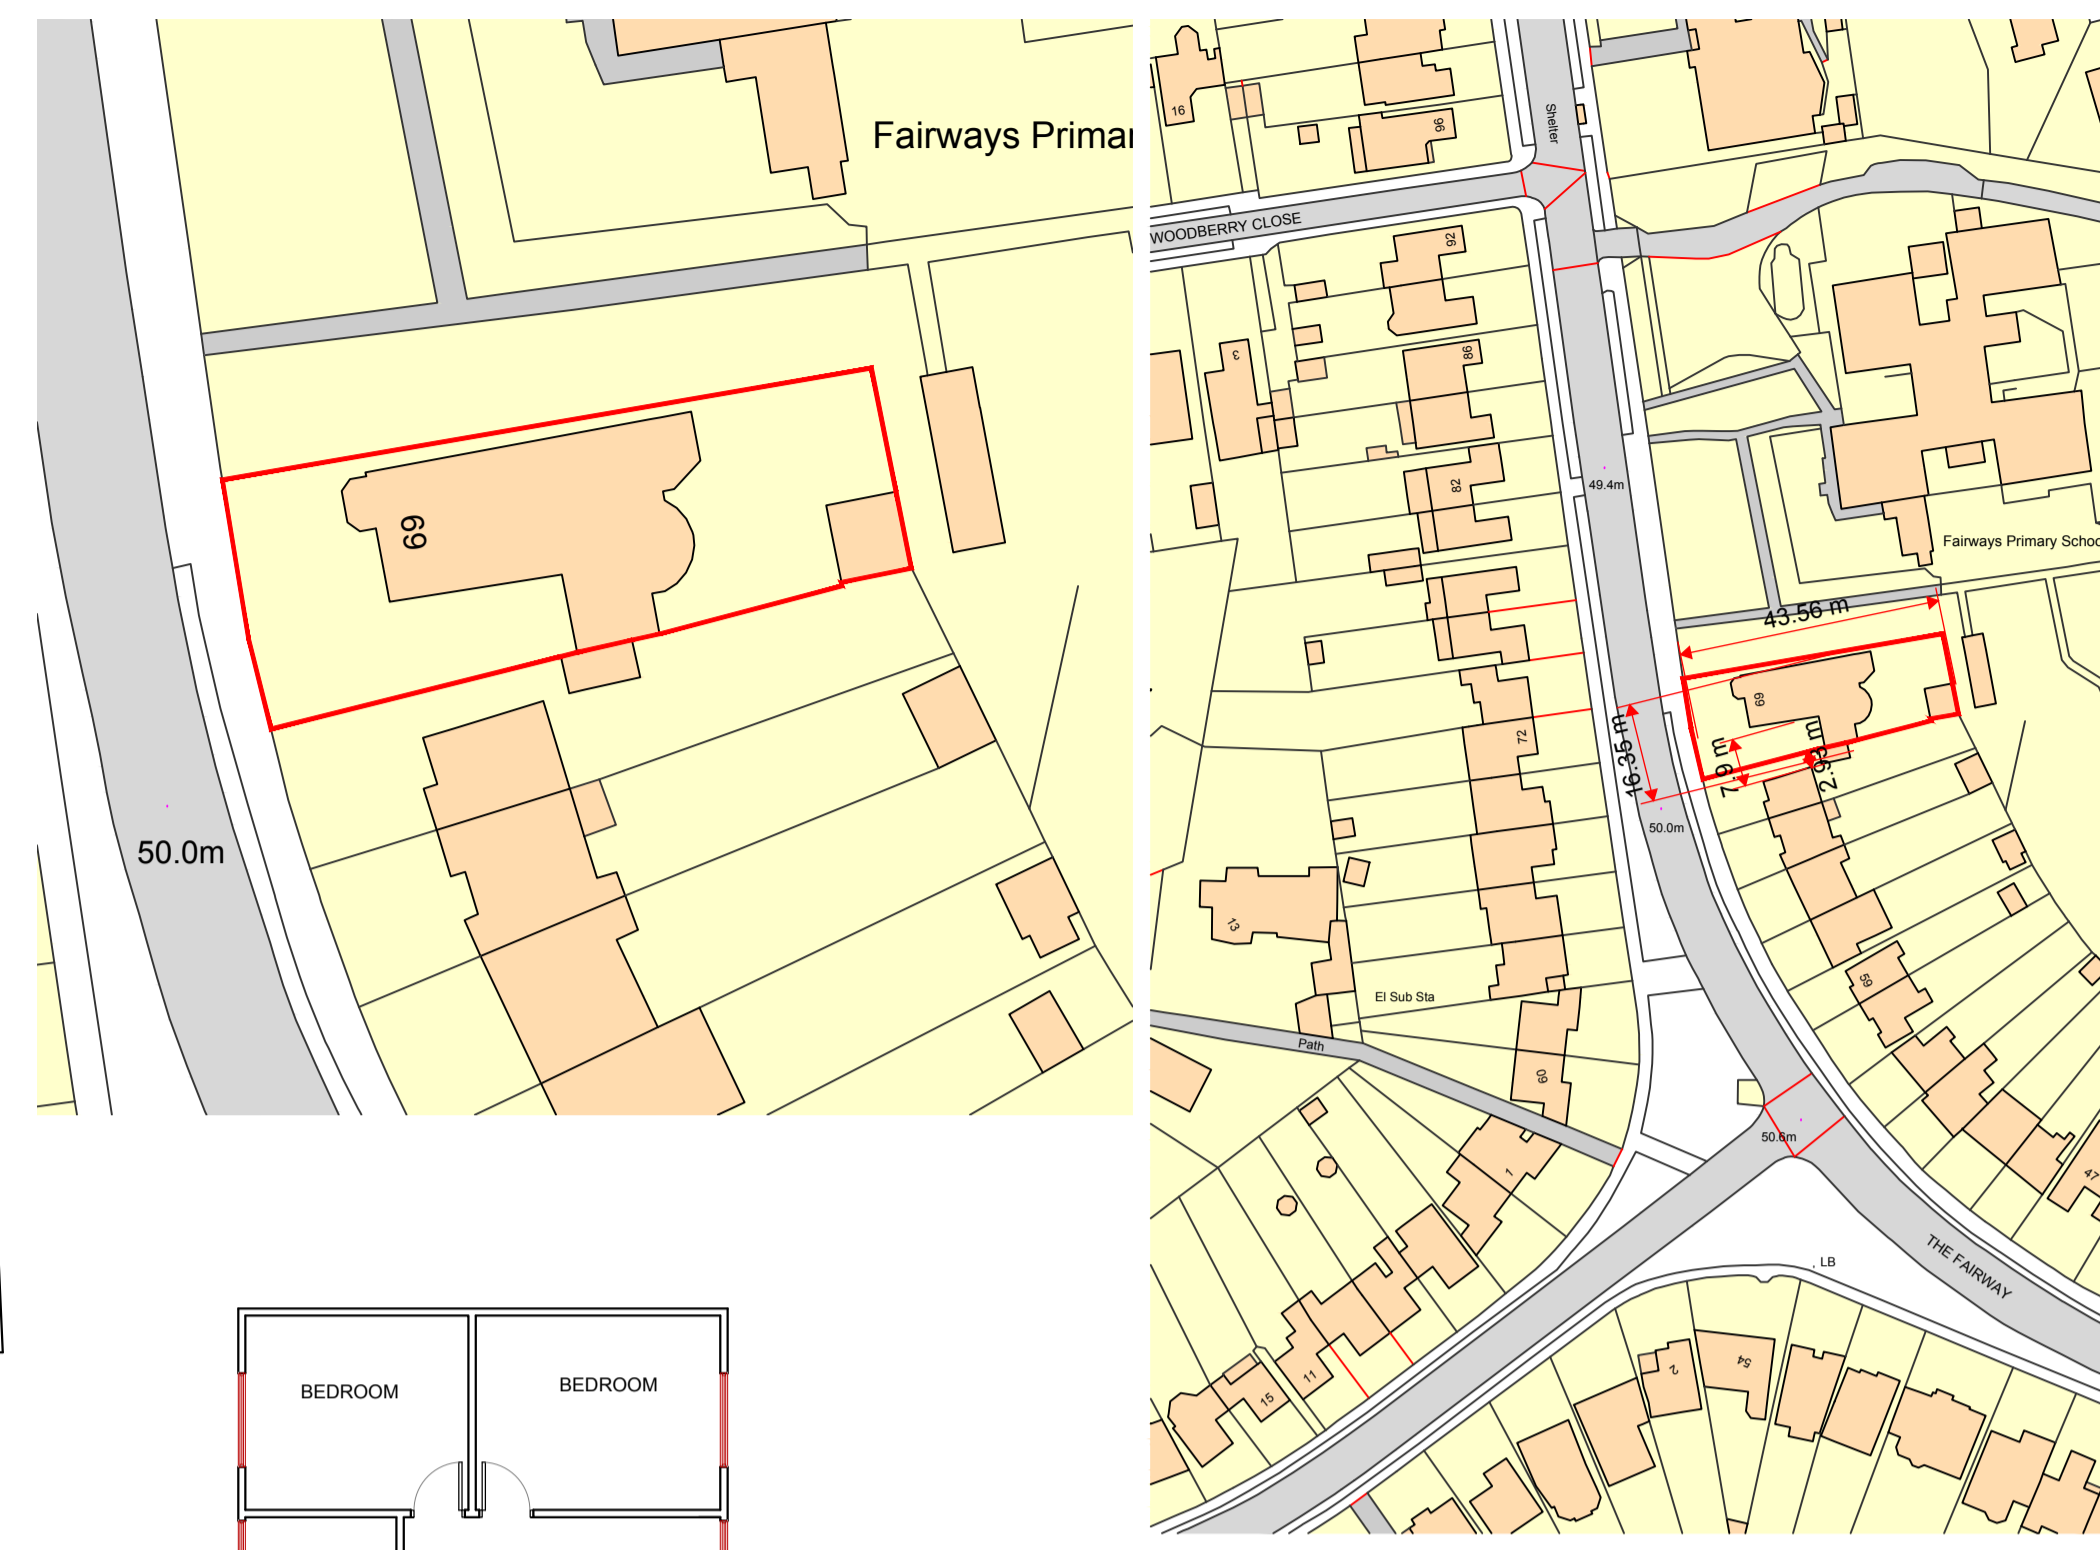 Fairways Primar
69
50.0m
BEDROOM
BEDROOM
16
96
Shelter
WOODBERRY CLOSE
92
3
86
82
49.4m
Fairways Primary Schoo
43.56 m
69
72
16.35 m
7.9 m
2.93 m
50.0m
13
59
El Sub Sta
Path
60
1
50.6m
47
THE FAIRWAY
LB
2
54
11
15